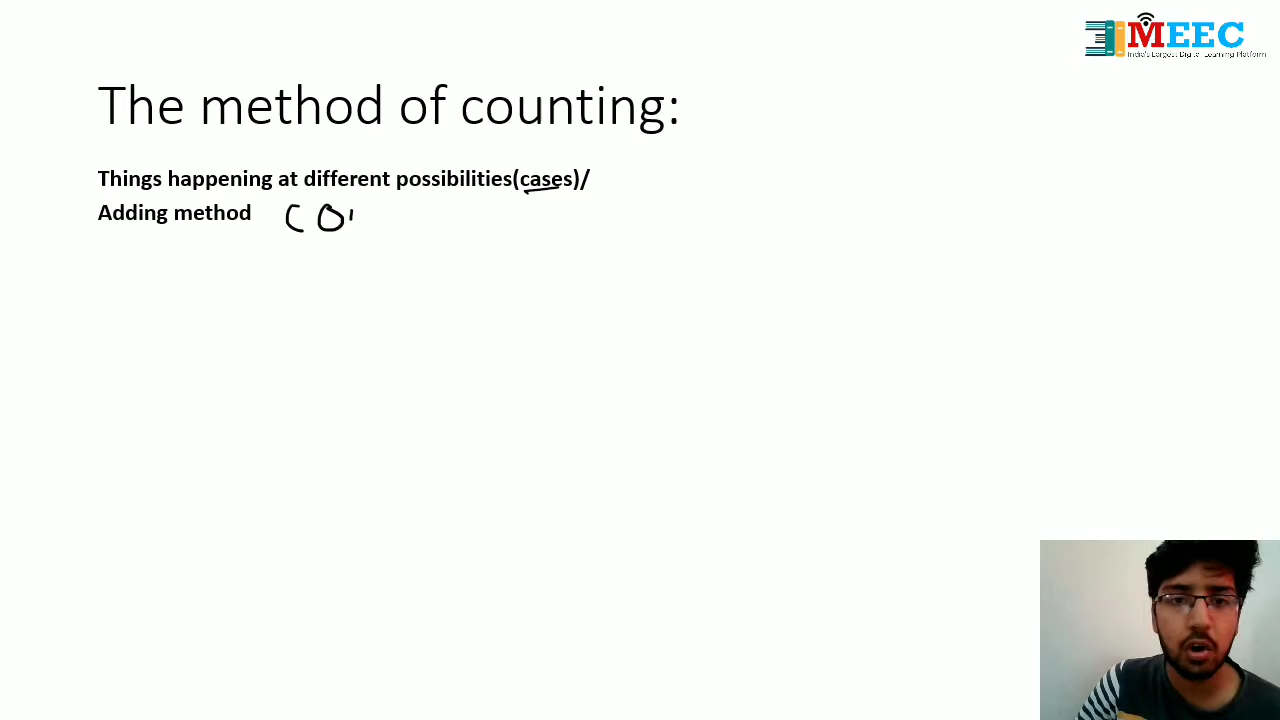 MEEC
India's Largest Digital Learning Platform
The method of counting:
Things happening at different possibilities(cases)/
Adding method